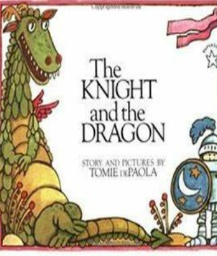 The
KNIGHT
and the
DRAGON
STORY AND PICTURES BY
TOMIE DEPAOLA